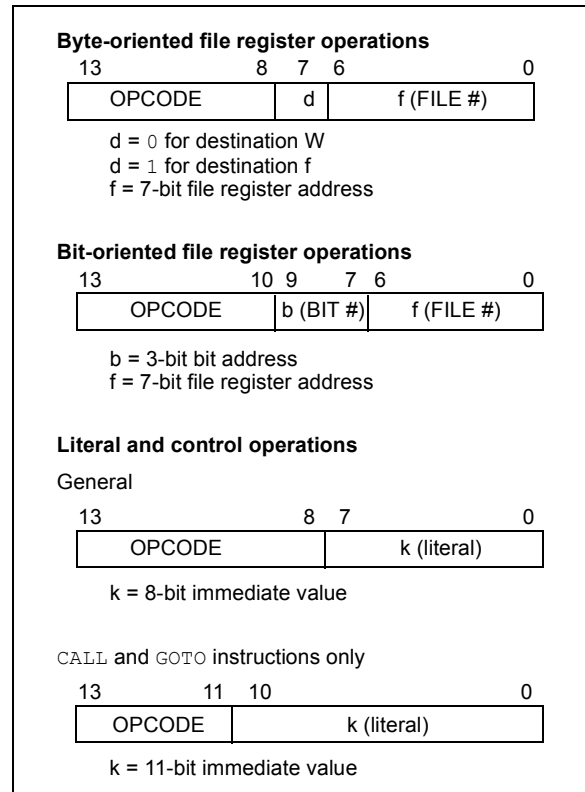 Byte-oriented file register operations
13 8 7 6 0
OPCODE d f (FILE #)
d = 0 for destination W
d = 1 for destination f
f = 7-bit file register address
Bit-oriented file register operations
13 10 9 7 6 0
OPCODE b (BIT #) f (FILE #)
b = 3-bit bit address
f = 7-bit file register address
Literal and control operations
General
13 8 7 0
OPCODE k (literal)
k = 8-bit immediate value
CALL and GOTO instructions only
13 11 10 0
OPCODE k (literal)
k = 11-bit immediate value